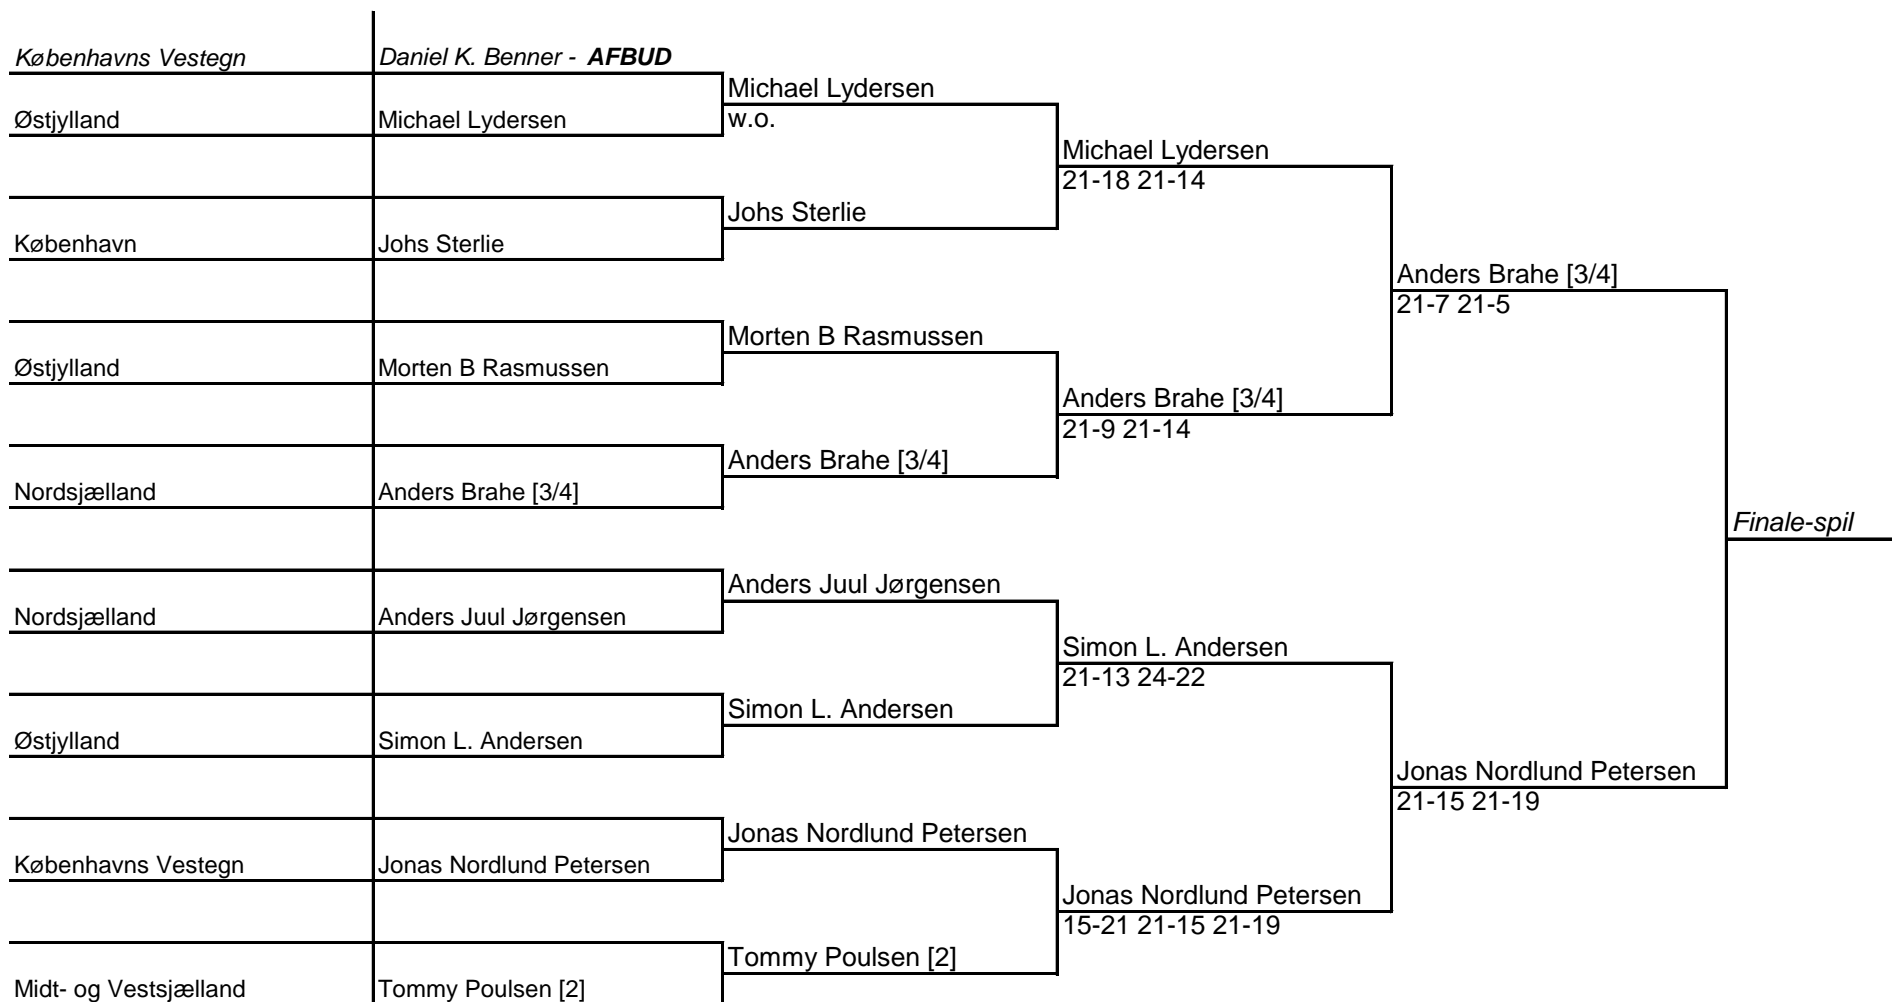 Københavns Vestegn Daniel K. Benner - AFBUD
Michael Lydersen
Østjylland Michael Lydersen w.o.
Michael Lydersen
21-18 21-14
Johs Sterlie
København Johs Sterlie
Anders Brahe [3/4]
21-7 21-5
Morten B Rasmussen
Østjylland Morten B Rasmussen
Anders Brahe [3/4]
21-9 21-14
Anders Brahe [3/4]
Nordsjælland Anders Brahe [3/4]
Finale-spil
Anders Juul Jørgensen
Nordsjælland Anders Juul Jørgensen
Simon L. Andersen
21-13 24-22
Simon L. Andersen
Østjylland Simon L. Andersen
Jonas Nordlund Petersen
21-15 21-19
Jonas Nordlund Petersen
Københavns Vestegn Jonas Nordlund Petersen
Jonas Nordlund Petersen
15-21 21-15 21-19
Tommy Poulsen [2]
Midt- og Vestsjælland Tommy Poulsen [2]